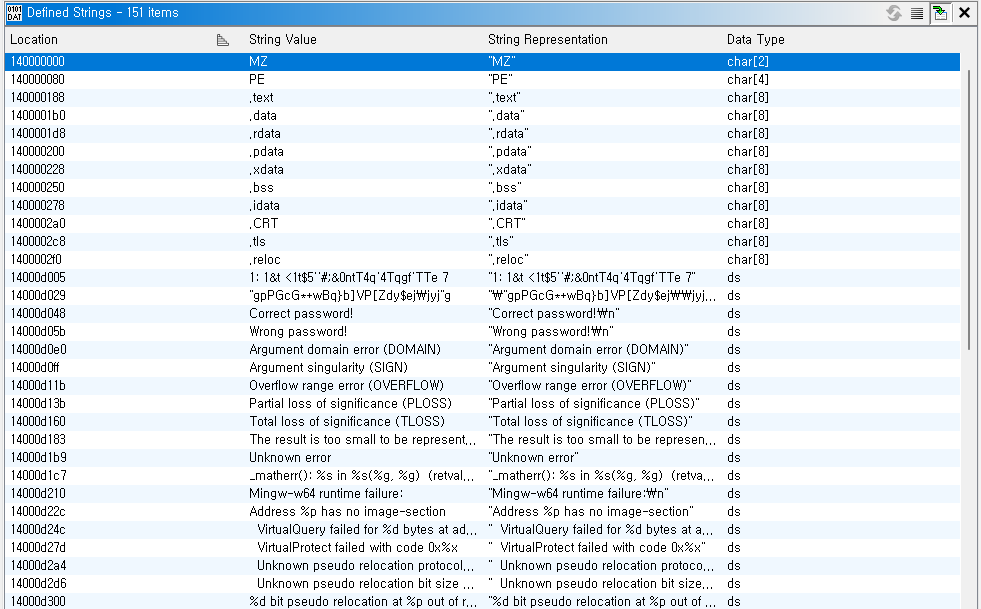 Defined Strings - 151 items
Location String Value String Representation Data Type
140000000 MZ "MZ" char[2]
140000080 PE "PE" char[4]
140000188 .text ".text" char[8]
1400001b0 .data ".data" char[8]
1400001d8 .rdata ".rdata" char[8]
140000200 .pdata ".pdata" char[8]
140000228 .xdata ".xdata" char[8]
140000250 .bss ".bss" char[8]
140000278 .idata ".idata" char[8]
1400002a0 .CRT ".CRT" char[8]
1400002c8 .tls ".tls" char[8]
1400002f0 .reloc ".reloc" char[8]
14000d005 1: 1&t <1t$5''#;&0ntT4q'4Tqgf'TTe 7 "1: 1&t <1t$5''#;&0ntT4q'4Tqgf'TTe 7" ds
14000d029 "gpPGcG*+wBq}b]VP[Zdy$ej₩jyj"g "₩"gpPGcG*+wBq}b]VP[Zdy$ej₩₩jyj... ds
14000d048 Correct password! "Correct password!₩n" ds
14000d05b Wrong password! "Wrong password!₩n" ds
14000d0e0 Argument domain error (DOMAIN) "Argument domain error (DOMAIN)" ds
14000d0ff Argument singularity (SIGN) "Argument singularity (SIGN)" ds
14000d11b Overflow range error (OVERFLOW) "Overflow range error (OVERFLOW)" ds
14000d13b Partial loss of significance (PLOSS) "Partial loss of significance (PLOSS)" ds
14000d160 Total loss of significance (TLOSS) "Total loss of significance (TLOSS)" ds
14000d183 The result is too small to be represent... "The result is too small to be represen... ds
14000d1b9 Unknown error "Unknown error" ds
14000d1c7 _matherr(): %s in %s(%g, %g) (retval... "_matherr(): %s in %s(%g, %g) (retva... ds
14000d210 Mingw-w64 runtime failure: "Mingw-w64 runtime failure:₩n" ds
14000d22c Address %p has no image-section "Address %p has no image-section" ds
14000d24c VirtualQuery failed for %d bytes at ad... " VirtualQuery failed for %d bytes at a... ds
14000d27d VirtualProtect failed with code 0x%x " VirtualProtect failed with code 0x%x" ds
14000d2a4 Unknown pseudo relocation protocol... " Unknown pseudo relocation protoco... ds
14000d2d6 Unknown pseudo relocation bit size ... " Unknown pseudo relocation bit size... ds
14000d300 %d bit pseudo relocation at %p out of r... "%d bit pseudo relocation at %p out of ... ds